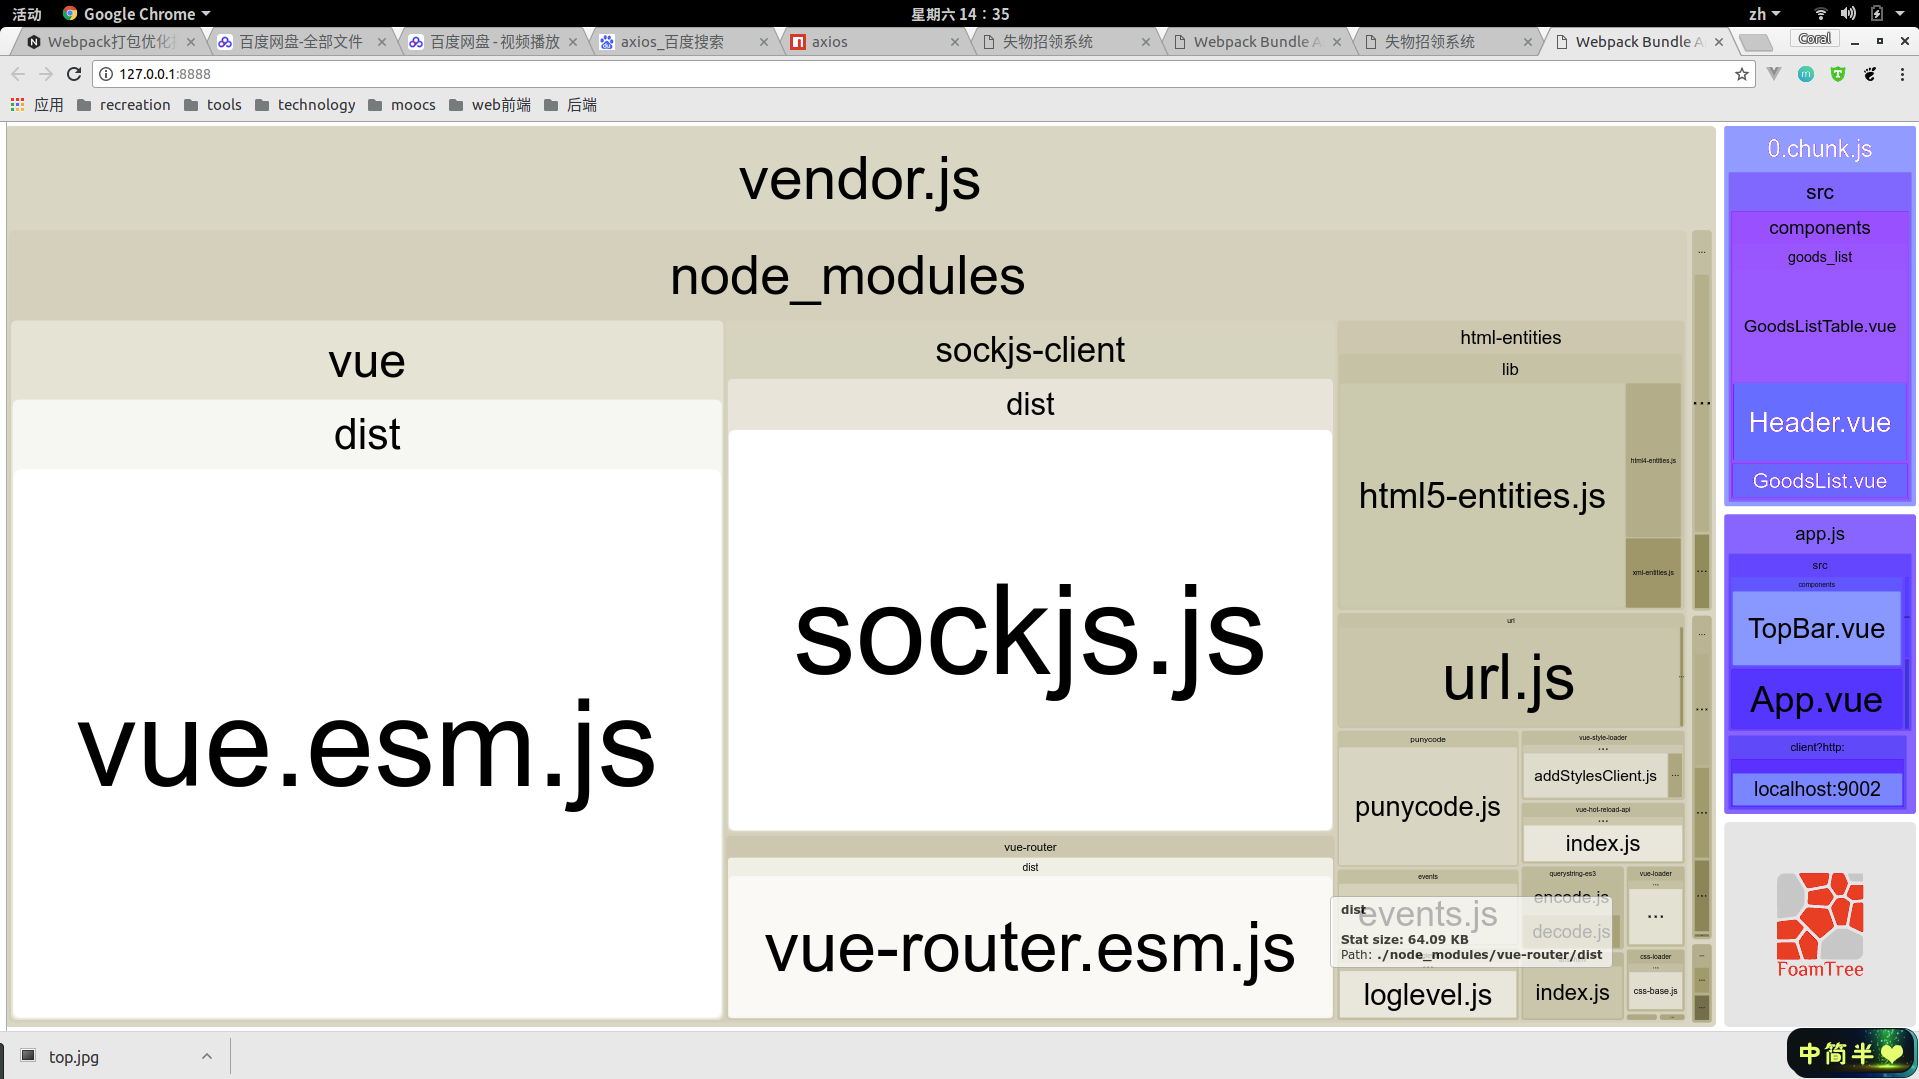 活动 Google Chrome 星期六 14：35 zh
Webpack打包优化 百度网盘-全部文件 百度网盘 - 视频播放 axios_百度搜索 axios 失物招领系统 Webpack Bundle A 失物招领系统 Webpack Bundle A Coral
127.0.0.1:8888
应用 recreation tools technology moocs web前端 后端
vendor.js
node_modules
vue
dist
vue.esm.js
sockjs-client
dist
sockjs.js
vue-router
dist
vue-router.esm.js
html-entities
lib
html5-entities.js
html4-entities.js
xml-entities.js
url
url.js
punycode
punycode.js
vue-style-loader
...
addStylesClient.js
...
vue-hot-reload-api
...
index.js
events
events.js
querystring-es3
encode.js
decode.js
vue-loader
...
...
dist
Stat size: 64.09 KB
Path: ./node_modules/vue-router/dist
...
loglevel.js
index.js
css-loader
...
css-base.js
0.chunk.js
src
components
goods_list
GoodsListTable.vue
Header.vue
GoodsList.vue
app.js
src
components
TopBar.vue
App.vue
client?http:
localhost:9002
FoamTree
top.jpg
中简半